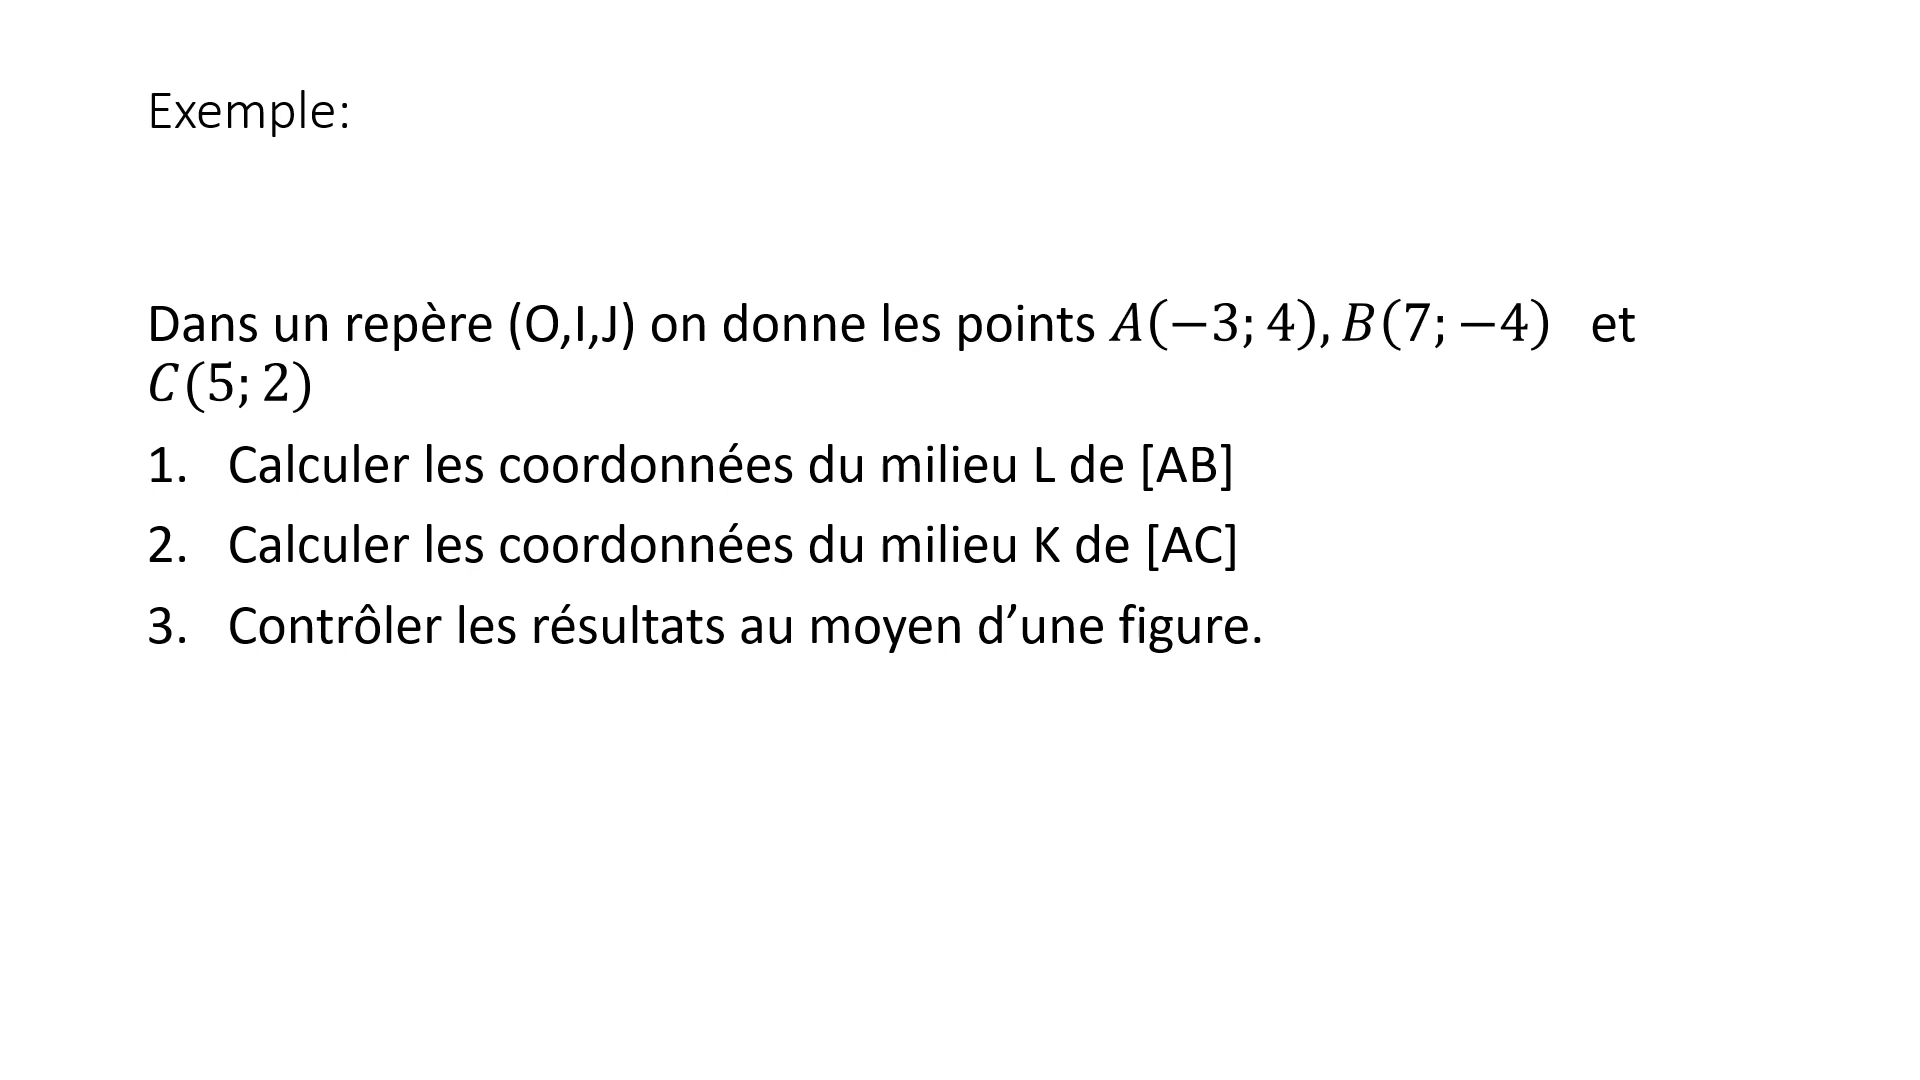 Exemple:
Dans un repère (O,I,J) on donne les points A(−3; 4), B(7; −4) et
C(5; 2)
1. Calculer les coordonnées du milieu L de [AB]
2. Calculer les coordonnées du milieu K de [AC]
3. Contrôler les résultats au moyen d’une figure.